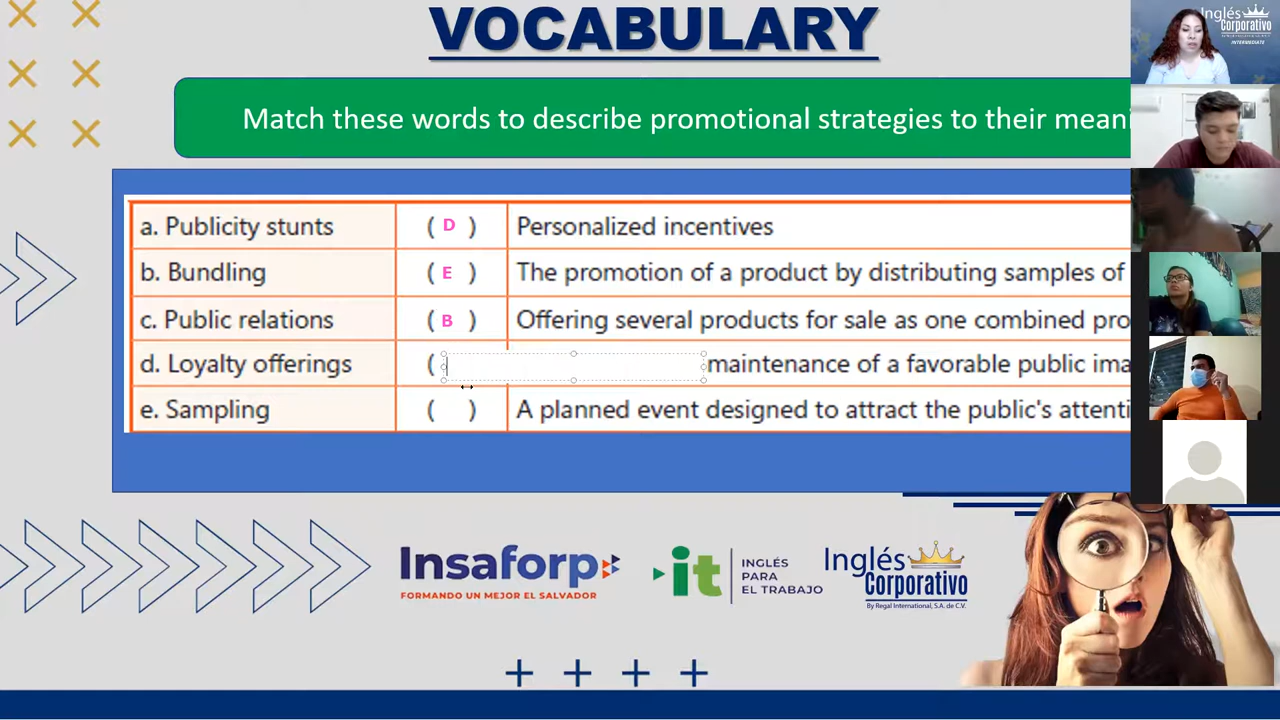 VOCABULARY
Match these words to describe promotional strategies to their meani
a. Publicity stunts ( D ) Personalized incentives
b. Bundling ( E ) The promotion of a product by distributing samples of
c. Public relations ( B ) Offering several products for sale as one combined pro
d. Loyalty offerings ( maintenance of a favorable public ima
e. Sampling ( ) A planned event designed to attract the public's attenti
Insaforp
FORMANDO UN MEJOR EL SALVADOR
it INGLÉS PARA EL TRABAJO
Inglés Corporativo
By Regal International, S.A. de C.V.
Inglés Corporativo
INTERMEDIATE